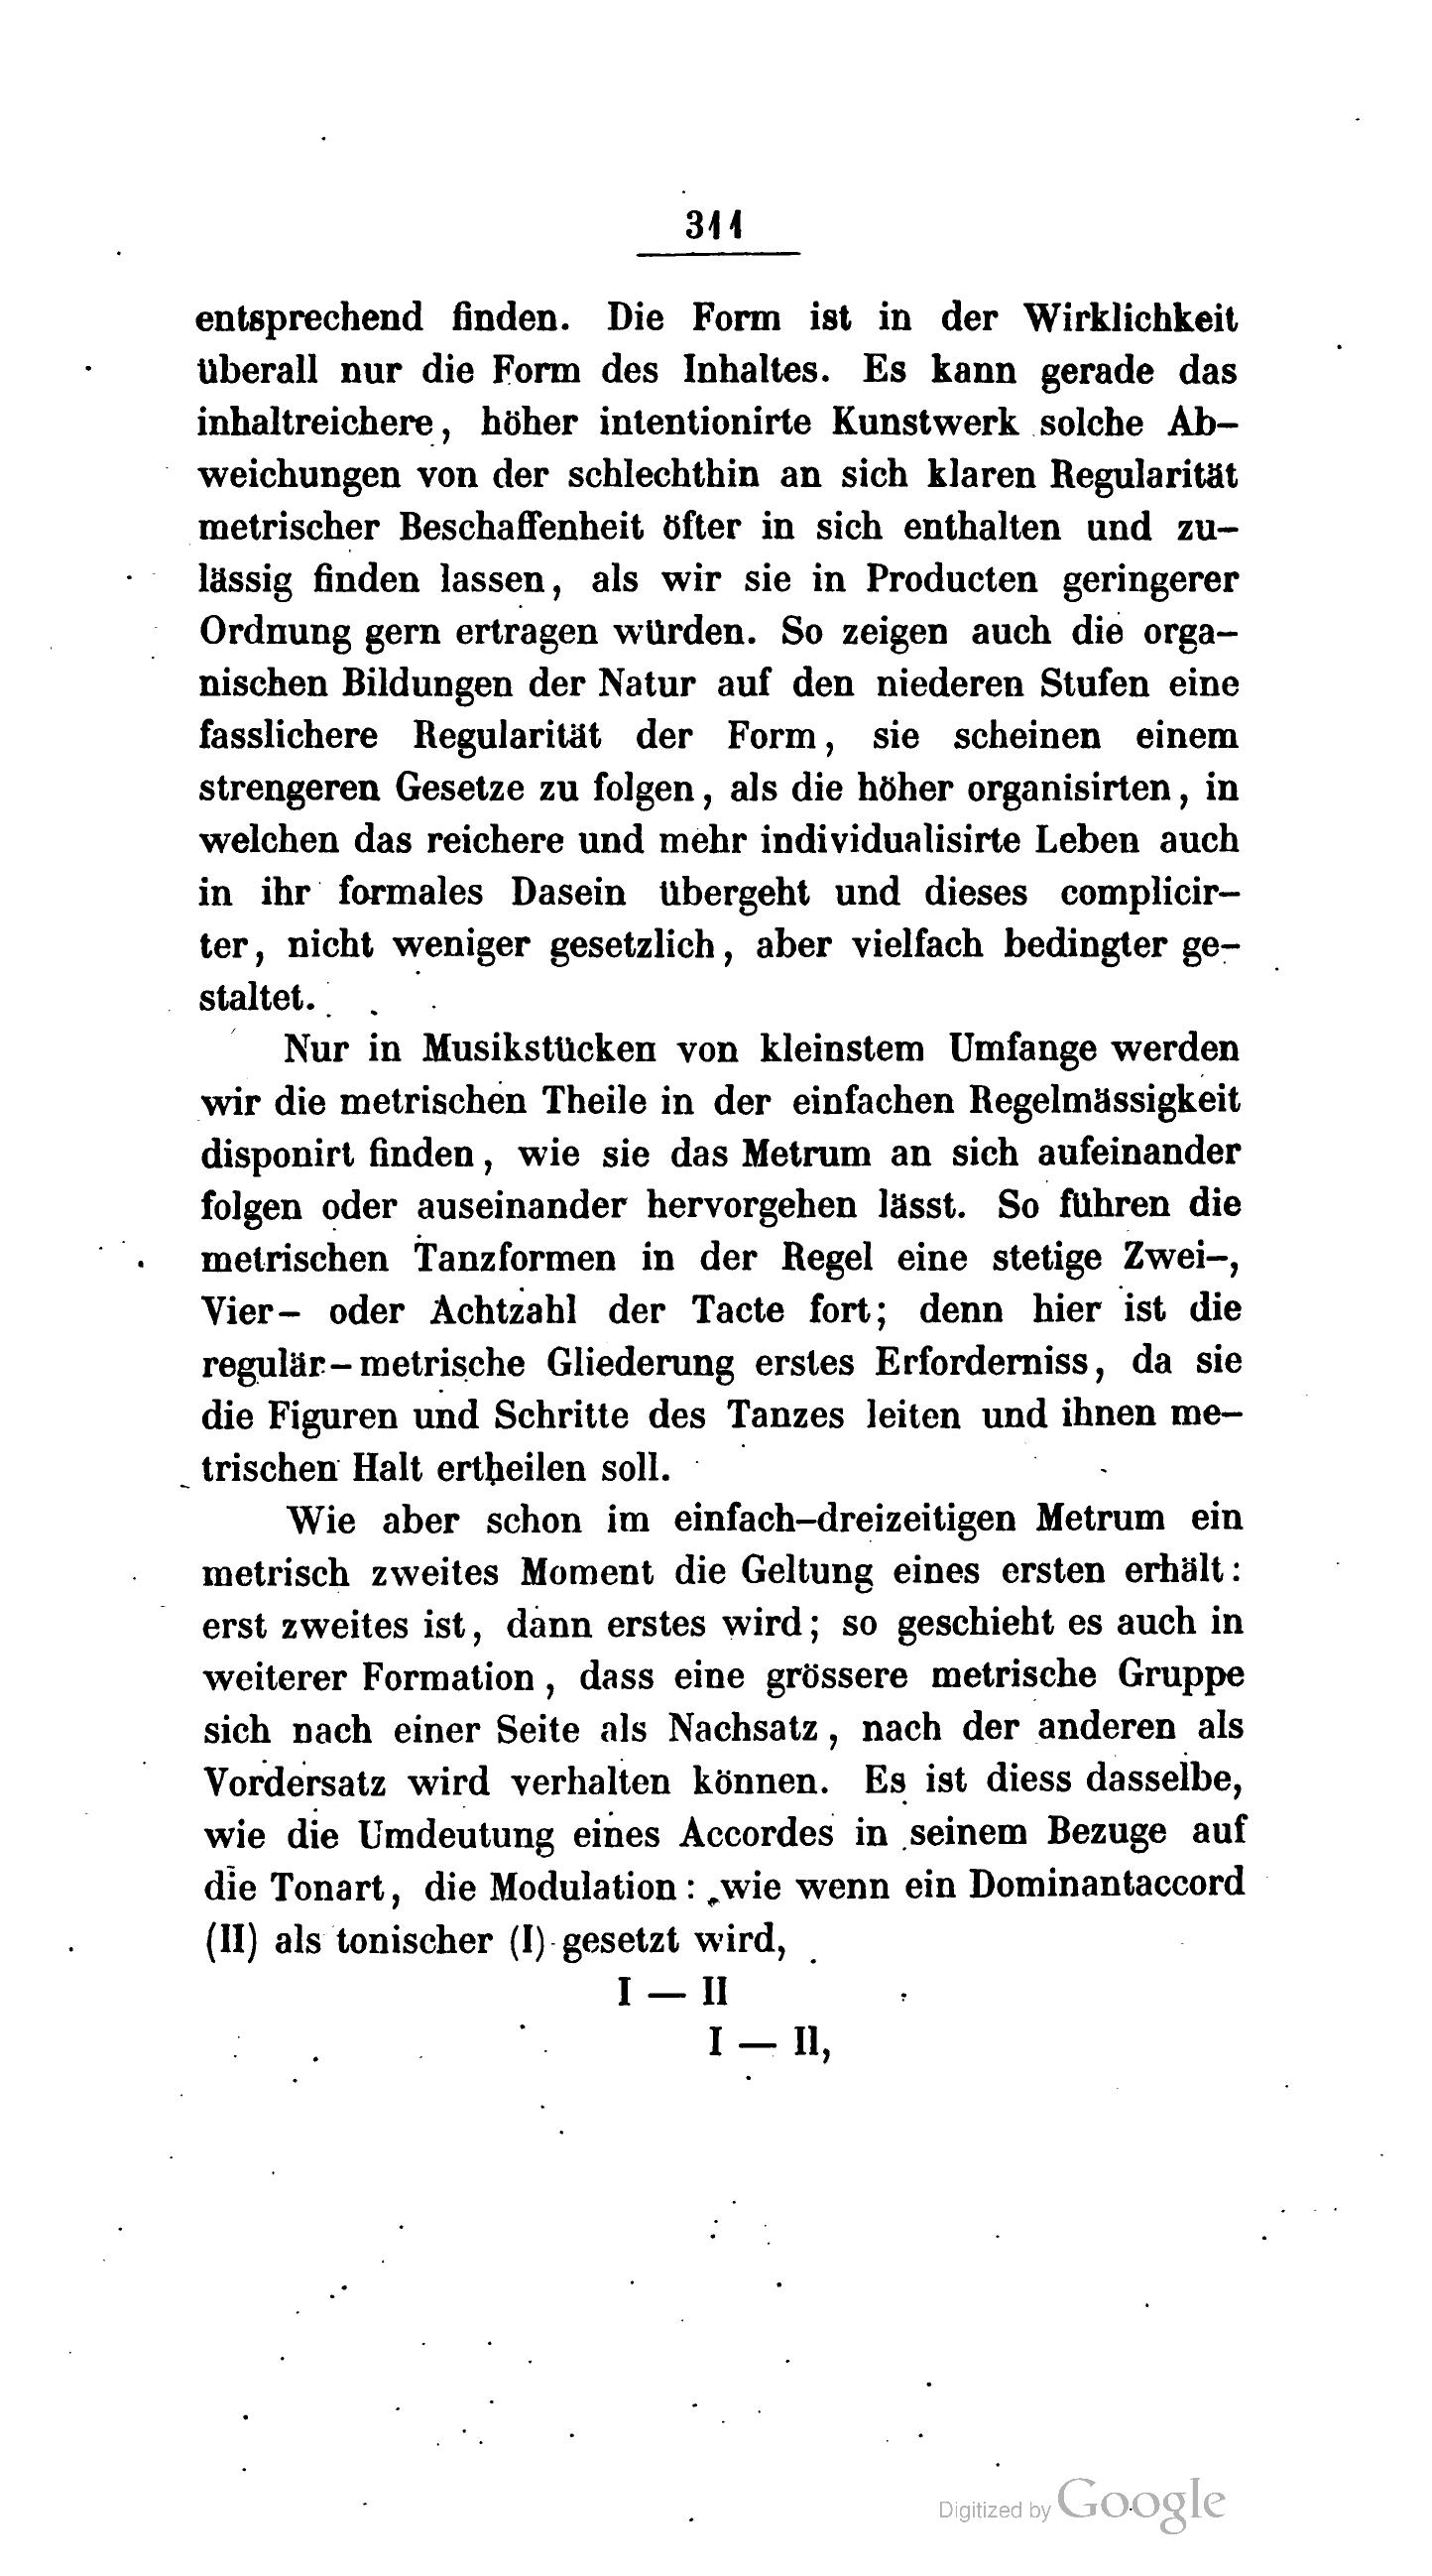 311
entsprechend finden. Die Form ist in der Wirklichkeit
überall nur die Form des Inhaltes. Es kann gerade das
inhaltreichere, höher intentionirte Kunstwerk solche Ab-
weichungen von der schlechthin an sich klaren Regularität
metrischer Beschaffenheit öfter in sich enthalten und zu-
lässig finden lassen, als wir sie in Producten geringerer
Ordnung gern ertragen würden. So zeigen auch die orga-
nischen Bildungen der Natur auf den niederen Stufen eine
fasslichere Regularität der Form, sie scheinen einem
strengeren Gesetze zu folgen, als die höher organisirten, in
welchen das reichere und mehr individualisirte Leben auch
in ihr formales Dasein übergeht und dieses complicir-
ter, nicht weniger gesetzlich, aber vielfach bedingter ge-
staltet.
Nur in Musikstücken von kleinstem Umfange werden
wir die metrischen Theile in der einfachen Regelmässigkeit
disponirt finden, wie sie das Metrum an sich aufeinander
folgen oder auseinander hervorgehen lässt. So führen die
metrischen Tanzformen in der Regel eine stetige Zwei-,
Vier- oder Achtzahl der Tacte fort; denn hier ist die
regulär-metrische Gliederung erstes Erforderniss, da sie
die Figuren und Schritte des Tanzes leiten und ihnen me-
trischen Halt ertheilen soll.
Wie aber schon im einfach-dreizeitigen Metrum ein
metrisch zweites Moment die Geltung eines ersten erhält:
erst zweites ist, dann erstes wird; so geschieht es auch in
weiterer Formation, dass eine grössere metrische Gruppe
sich nach einer Seite als Nachsatz, nach der anderen als
Vordersatz wird verhalten können. Es ist diess dasselbe,
wie die Umdeutung eines Accordes in seinem Bezuge auf
die Tonart, die Modulation: wie wenn ein Dominantaccord
(II) als tonischer (I) gesetzt wird,
I — II
I — II,
Digitized by Google